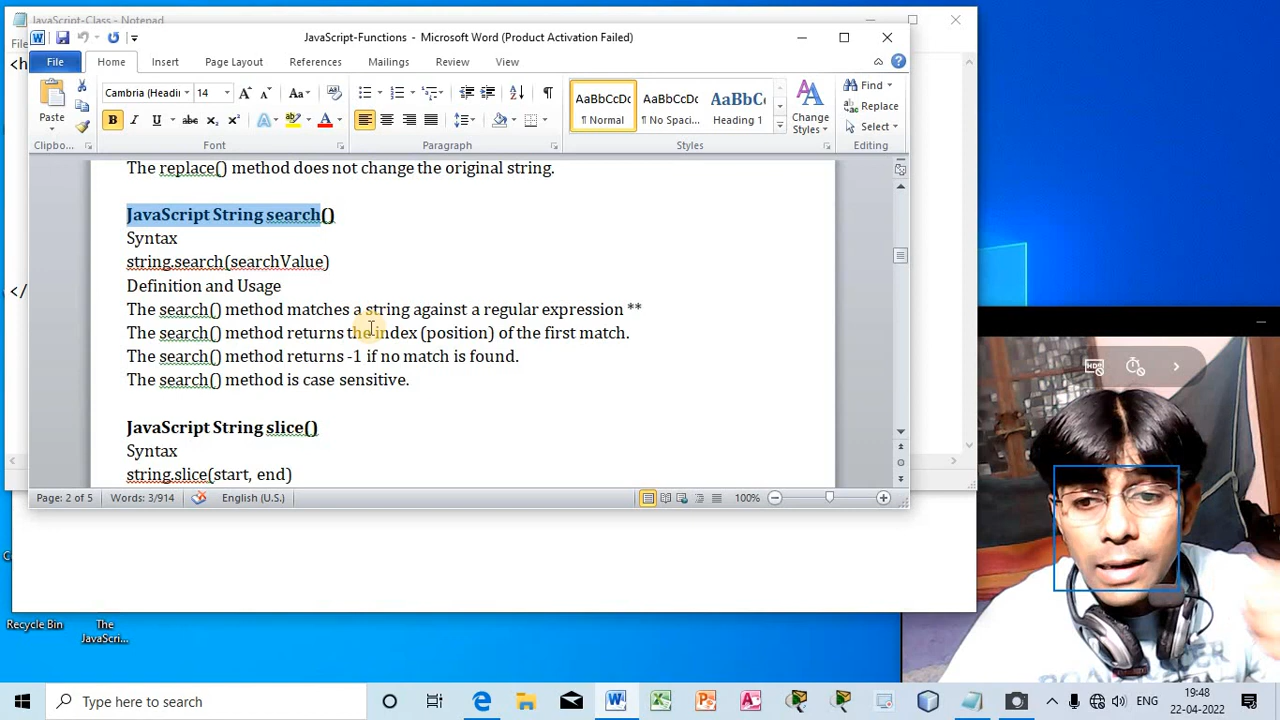 JavaScript-Class - Notepad
JavaScript-Functions - Microsoft Word (Product Activation Failed)
File
Home
Insert
Page Layout
References
Mailings
Review
View
<h
Paste
Cambria (Headi
14
Aa
B I U abc x₂ x²
AaBbCcDc
¶ Normal
AaBbCcDc
¶ No Spaci...
AaBbC
Heading 1
Change
Styles
Find
Replace
Select
Clipbo...
Font
Paragraph
Styles
Editing
The replace() method does not change the original string.
JavaScript String search()
Syntax
string.search(searchValue)
Definition and Usage
The search() method matches a string against a regular expression **
The search() method returns the index (position) of the first match.
The search() method returns -1 if no match is found.
The search() method is case sensitive.
JavaScript String slice()
Syntax
string.slice(start, end)
</
Page: 2 of 5
Words: 3/914
English (U.S.)
100%
HDR
Recycle Bin
The
JavaScri...
Type here to search
ENG
19:48
22-04-2022